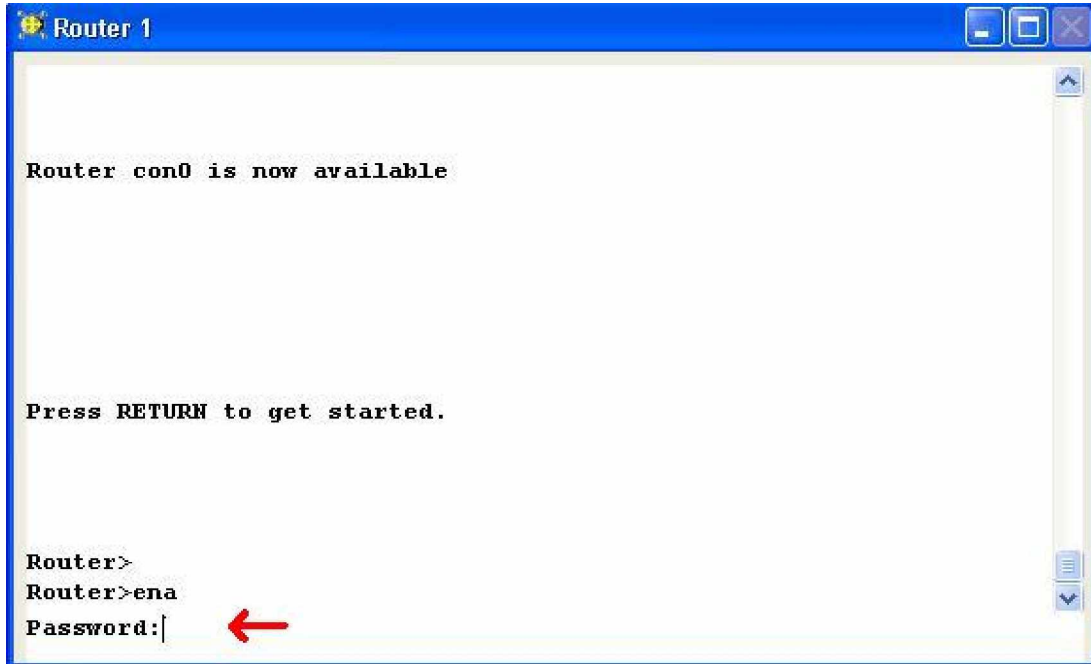 Router 1
Router con0 is now available
Press RETURN to get started.
Router>
Router>ena
Password: